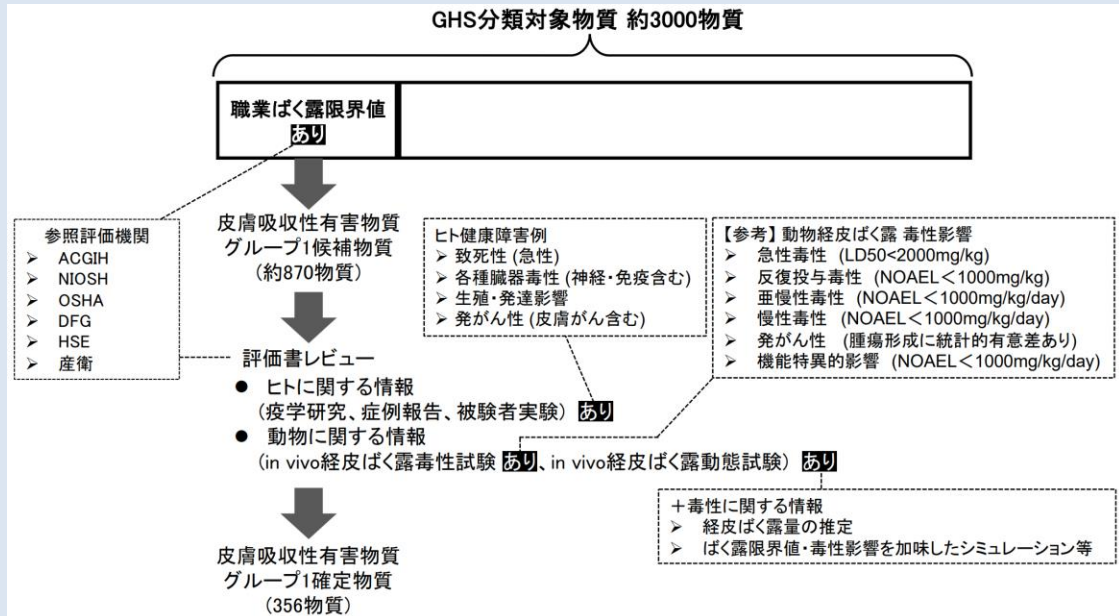 GHS分類対象物質 約3000物質
職業ばく露限界値
あり
皮膚吸収性有害物質
グループ1候補物質
(約870物質)
参照評価機関
➤ ACGIH
➤ NIOSH
➤ OSHA
➤ DFG
➤ HSE
➤ 産衛
ヒト健康障害例
➤ 致死性 (急性)
➤ 各種臓器毒性 (神経・免疫含む)
➤ 生殖・発達影響
➤ 発がん性 (皮膚がん含む)
【参考】 動物経皮ばく露 毒性影響
➤ 急性毒性 (LD50<2000mg/kg)
➤ 反復投与毒性 (NOAEL<1000mg/kg)
➤ 亜慢性毒性 (NOAEL<1000mg/kg/day)
➤ 慢性毒性 (NOAEL<1000mg/kg/day)
➤ 発がん性 (腫瘍形成に統計的有意差あり)
➤ 機能特異的影響 (NOAEL<1000mg/kg/day)
評価書レビュー
● ヒトに関する情報
(疫学研究、症例報告、被験者実験) あり
● 動物に関する情報
(in vivo経皮ばく露毒性試験 あり、in vivo経皮ばく露動態試験) あり
+毒性に関する情報
➤ 経皮ばく露量の推定
➤ ばく露限界値・毒性影響を加味したシミュレーション等
皮膚吸収性有害物質
グループ1確定物質
(356物質)